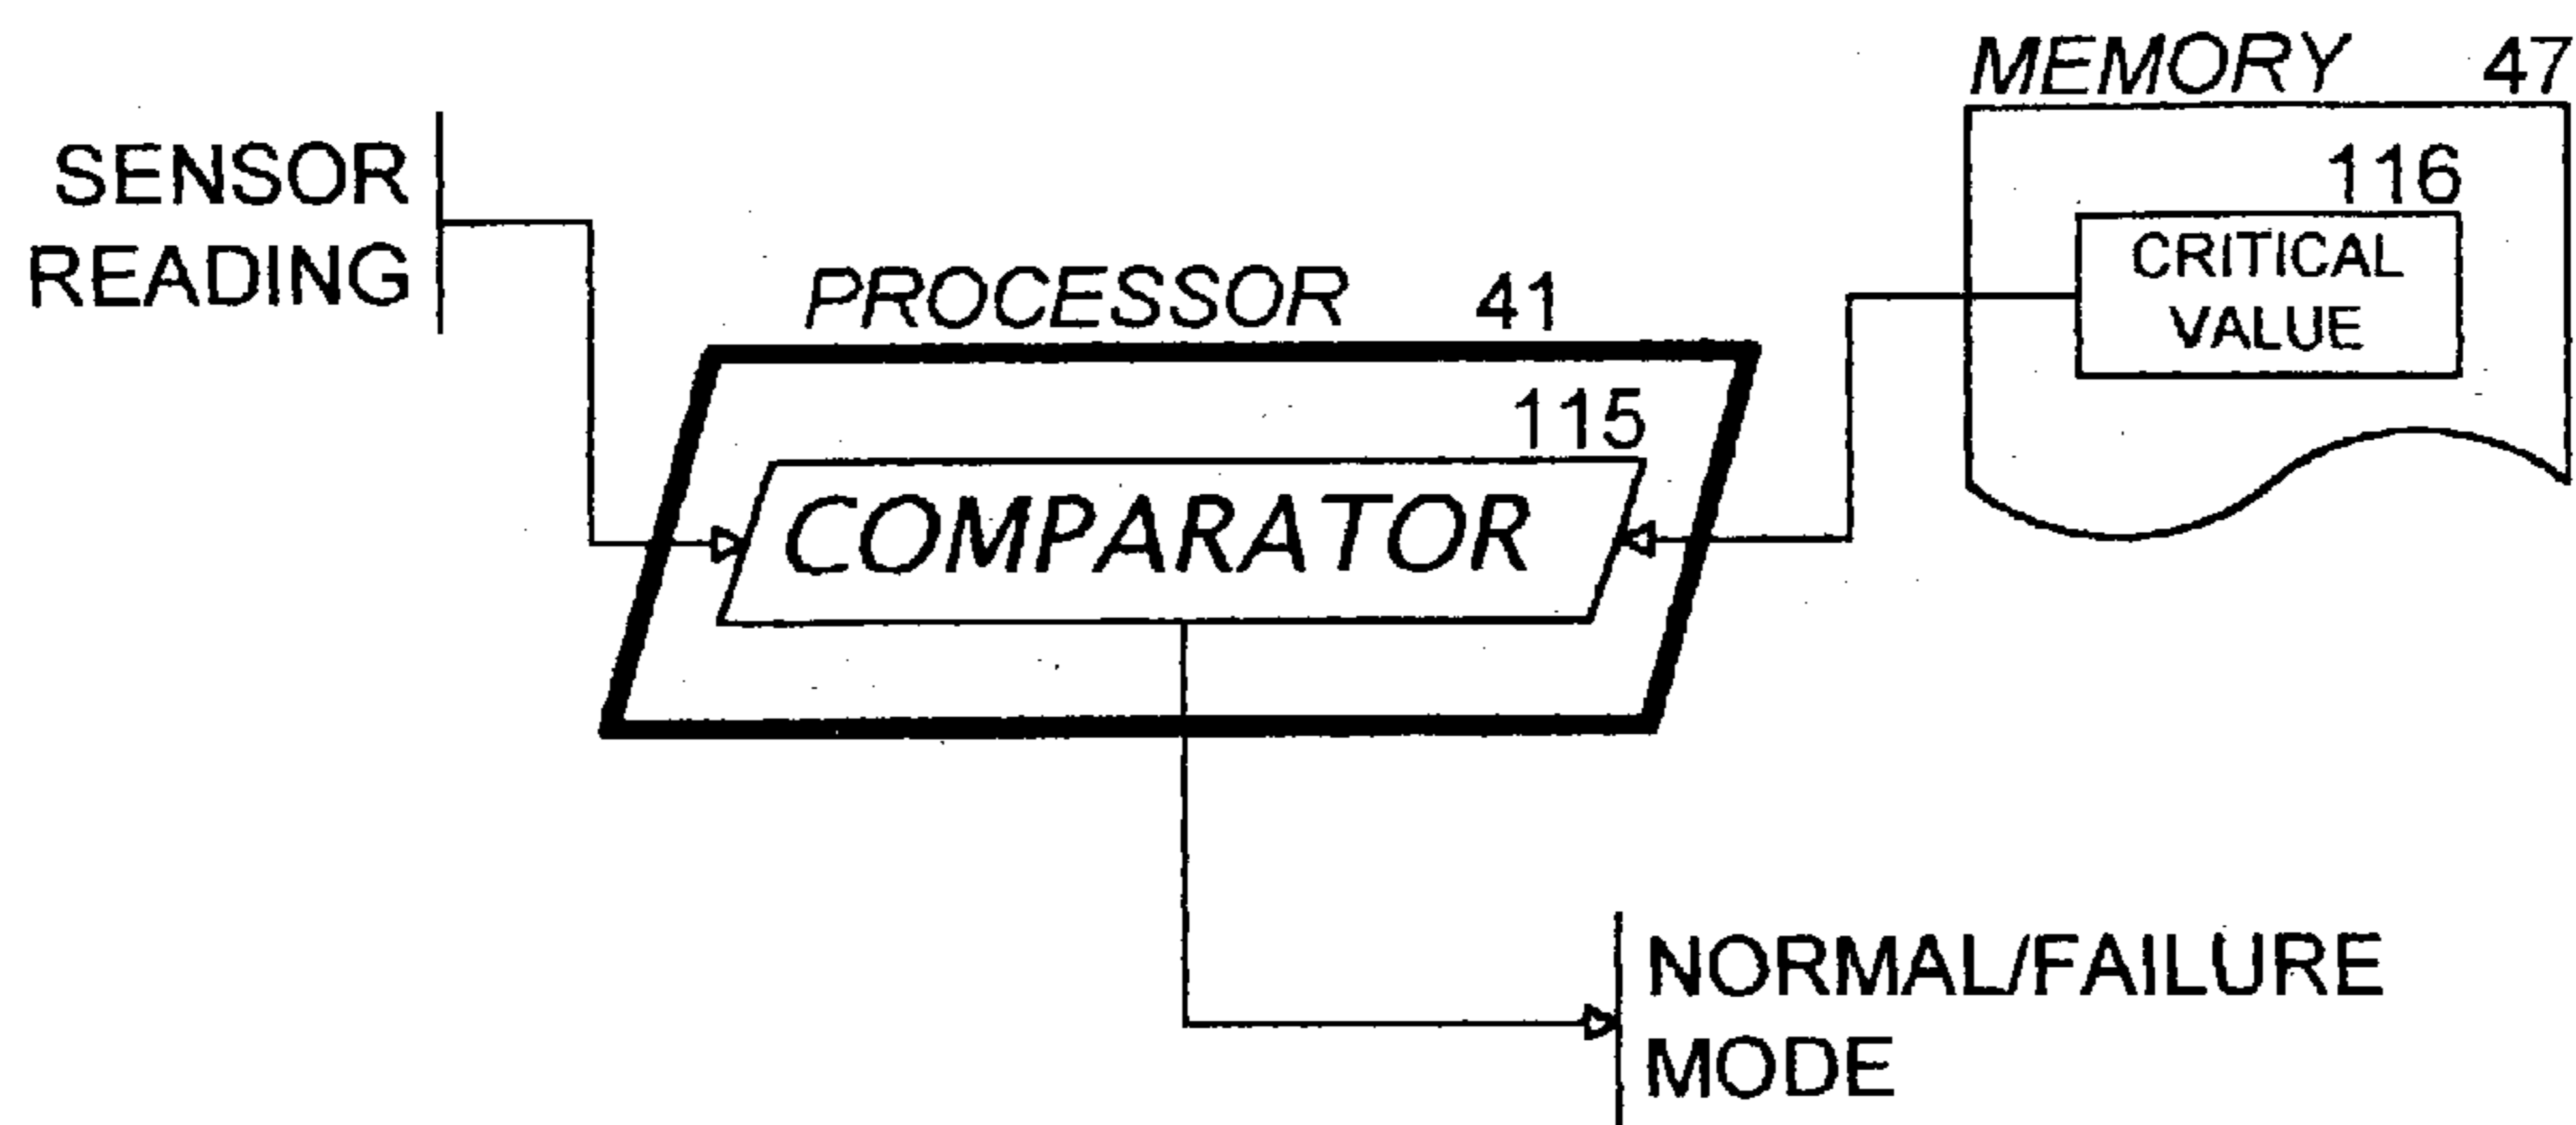 MEMORY 47
SENSOR
READING
116
CRITICAL
VALUE
PROCESSOR 41
115
COMPARATOR
NORMAL/FAILURE
MODE